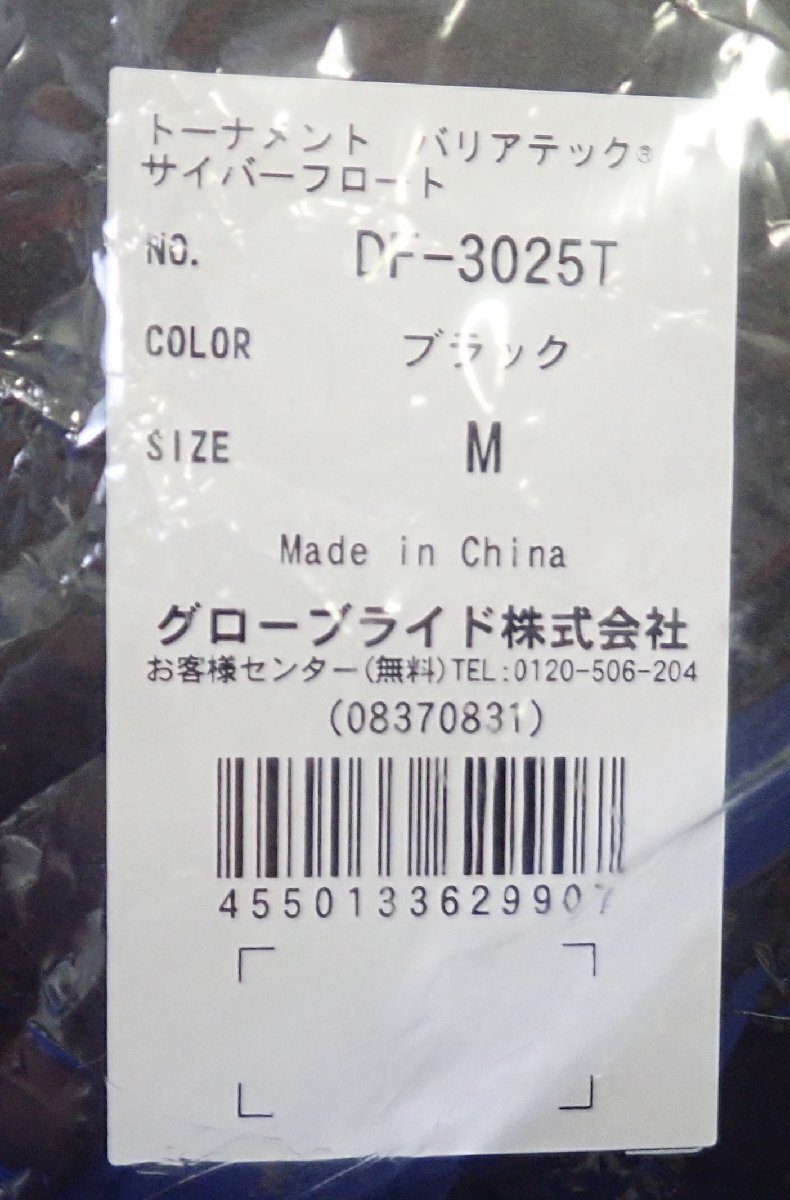 トーナメント　バリアテック®
サイバーフロート
NO. DF-3025T
COLOR ブラック
SIZE M
Made in China
グローブライド株式会社
お客様センター(無料)TEL:0120-506-204
(08370831)
4550133629907